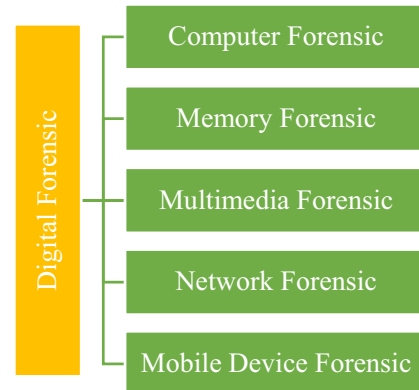 Digital Forensic
Computer Forensic
Memory Forensic
Multimedia Forensic
Network Forensic
Mobile Device Forensic